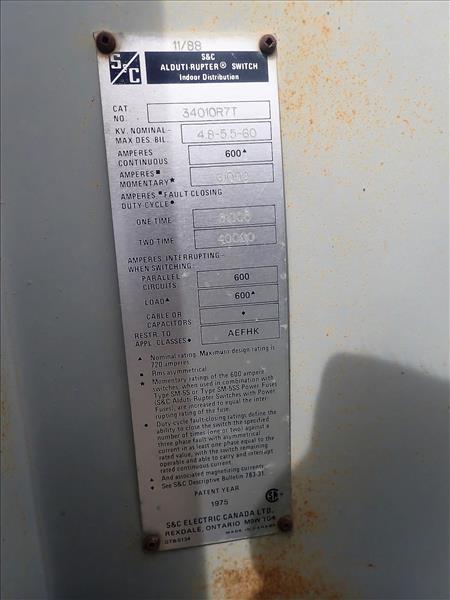 11/88
S&C
S&C
ALDUTI-RUPTER® SWITCH
Indoor Distribution
CAT. NO. 34010R7T
KV. NOMINAL-
MAX DES. BIL. 4.8-5.5-60
AMPERES
CONTINUOUS 600▲
AMPERES■
MOMENTARY★
AMPERES■FAULT CLOSING
DUTY-CYCLE●
ONE-TIME
TWO-TIME 40000
AMPERES INTERRUPTING-
WHEN SWITCHING-
PARALLEL
CIRCUITS 600
LOAD▲ 600▲
CABLE OR
CAPACITORS ♦
RESTR. TO
APPL. CLASSES♦ AEFHK
▲ Nominal rating. Maximum design rating is
720 amperes
■ Rms asymmetrical
★ Momentary ratings of the 600 ampere
switches, when used in combination with
Type SM-5S or Type SM-5SS Power Fuses
(S&C Alduti-Rupter Switches with Power
Fuses), are increased to equal the inter
rupting rating of the fuse.
● Duty-cycle fault-closing ratings define the
ability to close the switch the specified
number of times (one or two) against a
three phase fault with asymmetrical
current in at least one phase equal to the
rated value, with the switch remaining
operable and able to carry and interrupt
rated continuous current.
▲ And associated magnetizing currents
♦ See S&C Descriptive Bulletin 763-31
PATENT YEAR
1975
S&C ELECTRIC CANADA LTD.
REXDALE, ONTARIO M9W 1G4
MADE IN CANADA